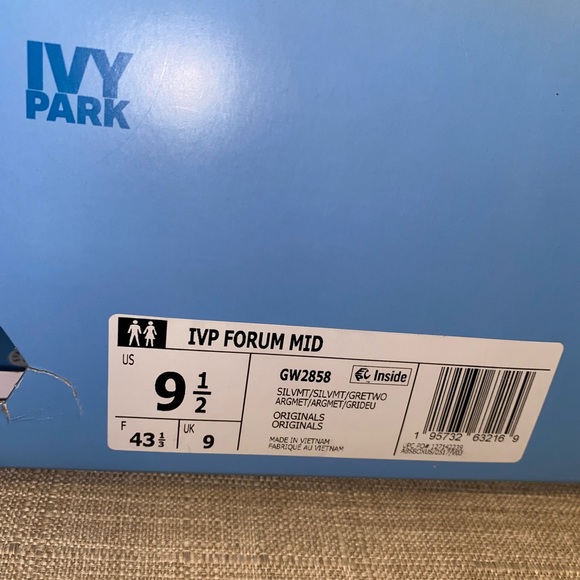 IVY
PARK
IVP FORUM MID
US
9 1/2
F
43 1/3
UK
9
GW2858
Inside
SILVMT/SILVMT/GRETWO
ARGMET/ARGMET/GRIDEU
ORIGINALS
ORIGINALS
MADE IN VIETNAM
FABRIQUÉ AU VIETNAM
1 95732 63216 9